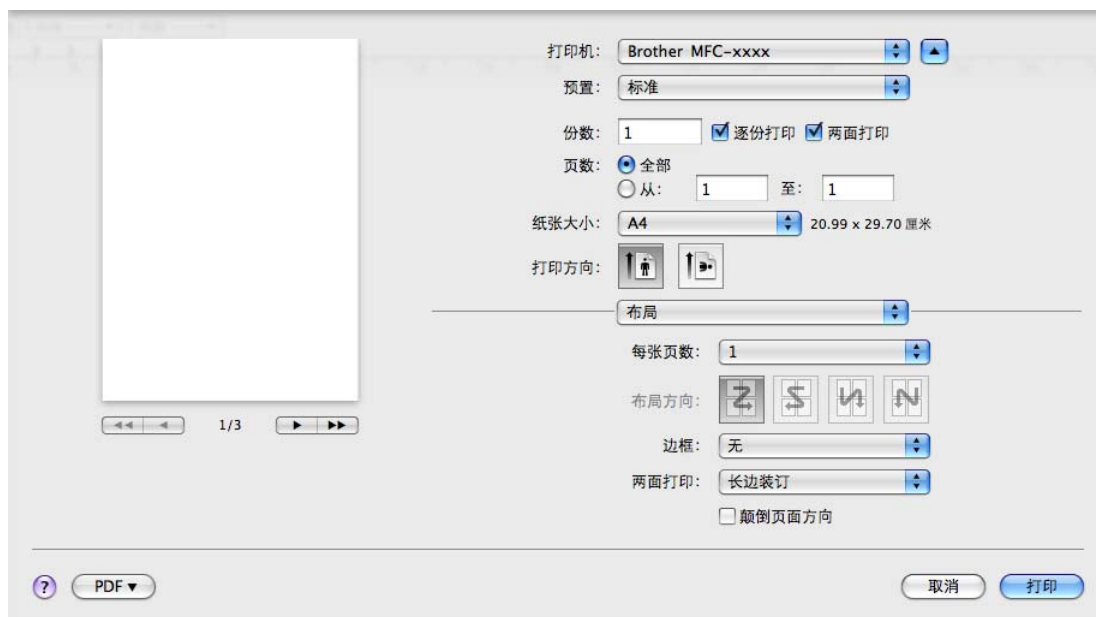 打印机: Brother MFC-xxxx
预置: 标准
份数: 1 逐份打印 两面打印
页数: 全部
从: 1 至: 1
纸张大小: A4 20.99 x 29.70 厘米
打印方向:
布局
每张页数: 1
布局方向:
边框: 无
两面打印: 长边装订
颠倒页面方向
1/3
? PDF▼ 取消 打印